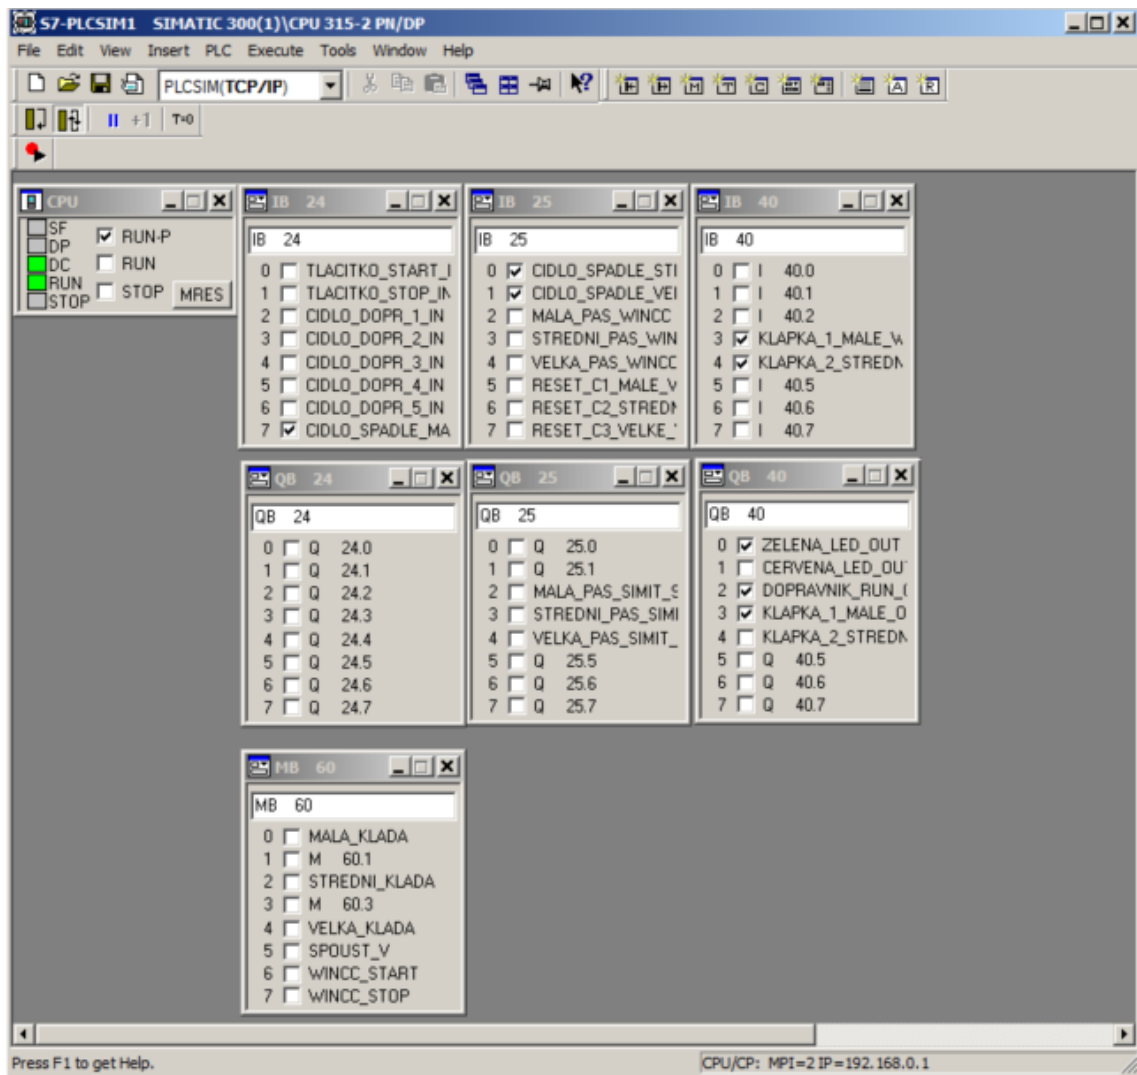 S7-PLCSIM1 SIMATIC 300(1)\CPU 315-2 PN/DP
File Edit View Insert PLC Execute Tools Window Help
PLCSIM(TCP/IP)
+1 T=0
CPU
SF
DP
DC
RUN
STOP
RUN-P
RUN
STOP
MRES
IB 24
IB 24
0 TLACITKO_START_I
1 TLACITKO_STOP_IN
2 CIDLO_DOPR_1_IN
3 CIDLO_DOPR_2_IN
4 CIDLO_DOPR_3_IN
5 CIDLO_DOPR_4_IN
6 CIDLO_DOPR_5_IN
7 CIDLO_SPADLE_MA
IB 25
IB 25
0 CIDLO_SPADLE_STI
1 CIDLO_SPADLE_VEI
2 MALA_PAS_WINCC
3 STREDNI_PAS_WIN
4 VELKA_PAS_WINCC
5 RESET_C1_MALE_V
6 RESET_C2_STREDN
7 RESET_C3_VELKE_
IB 40
IB 40
0 I 40.0
1 I 40.1
2 I 40.2
3 KLAPKA_1_MALE_W
4 KLAPKA_2_STREDN
5 I 40.5
6 I 40.6
7 I 40.7
QB 24
QB 24
0 Q 24.0
1 Q 24.1
2 Q 24.2
3 Q 24.3
4 Q 24.4
5 Q 24.5
6 Q 24.6
7 Q 24.7
QB 25
QB 25
0 Q 25.0
1 Q 25.1
2 MALA_PAS_SIMIT_S
3 STREDNI_PAS_SIMI
4 VELKA_PAS_SIMIT_
5 Q 25.5
6 Q 25.6
7 Q 25.7
QB 40
QB 40
0 ZELENA_LED_OUT
1 CERVENA_LED_OU
2 DOPRAVNIK_RUN_(
3 KLAPKA_1_MALE_O
4 KLAPKA_2_STREDN
5 Q 40.5
6 Q 40.6
7 Q 40.7
MB 60
MB 60
0 MALA_KLADA
1 M 60.1
2 STREDNI_KLADA
3 M 60.3
4 VELKA_KLADA
5 SPOUST_V
6 WINCC_START
7 WINCC_STOP
Press F1 to get Help.
CPU/CP: MPI=2 IP=192.168.0.1